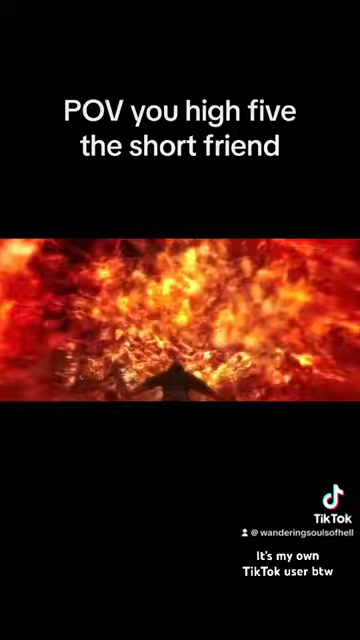 POV you high five
the short friend
TikTok
@ wanderingsoulsofhell
It's my own
TikTok user btw